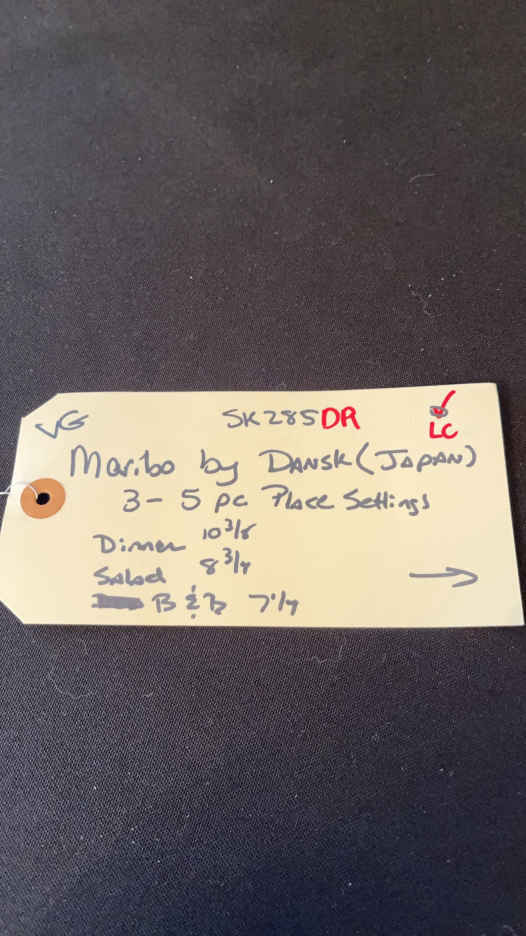 VG SK285DR LC
Maribo by DANSK (JAPAN)
3 - 5 pc Place Settings
Dinner 10 3/8
Salad 8 3/4
B & B 7 1/4